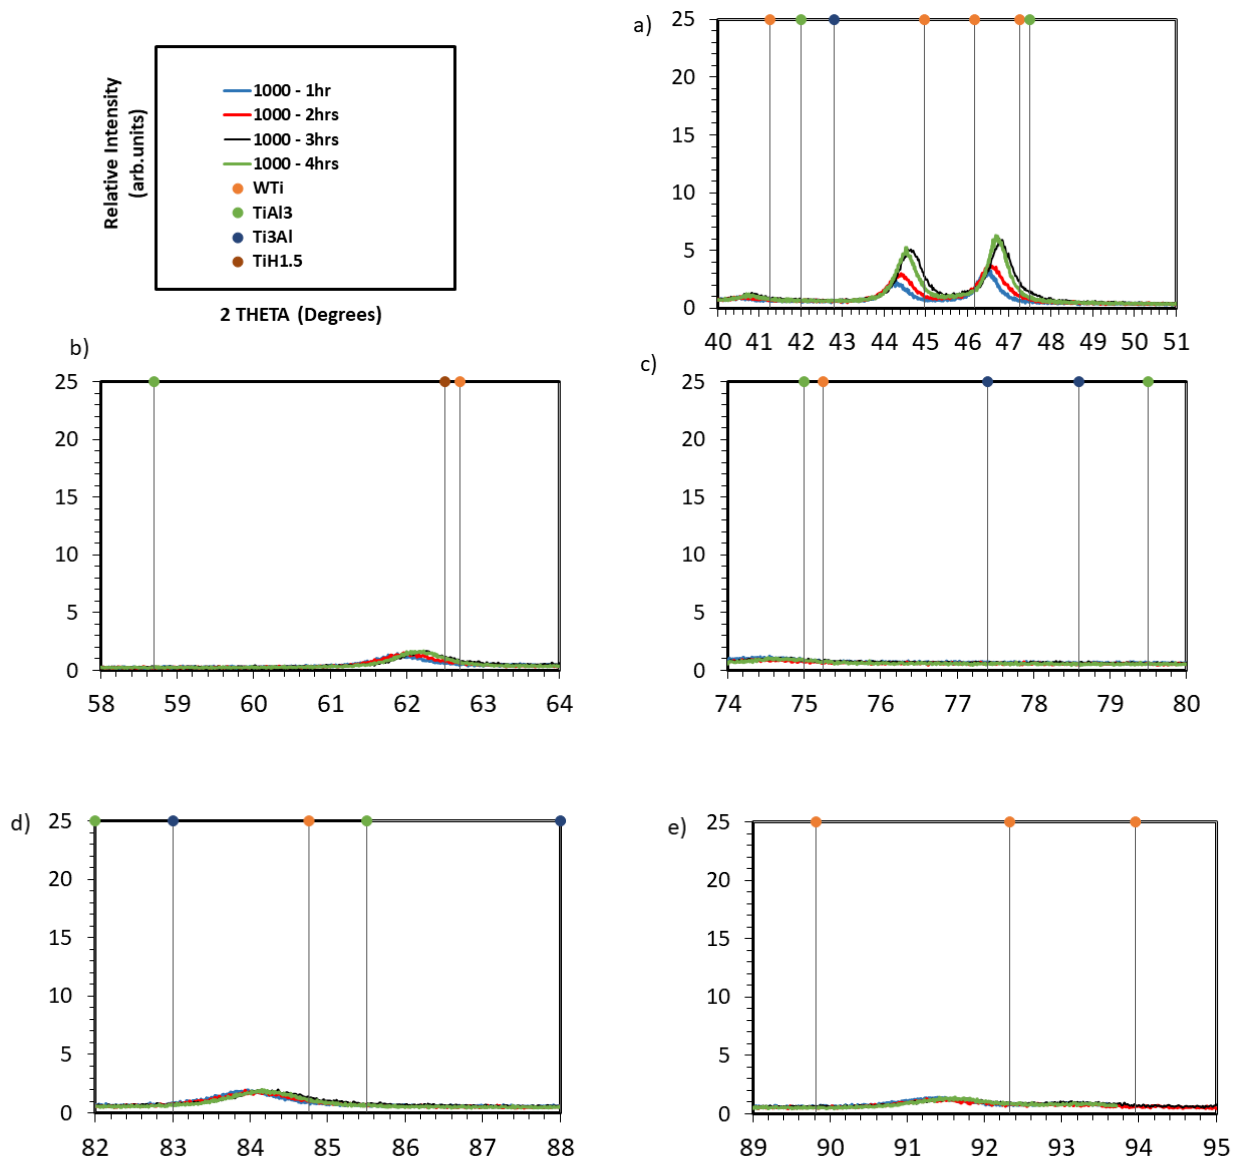 a)
Relative Intensity
(arb.units)
1000 - 1hr
1000 - 2hrs
1000 - 3hrs
1000 - 4hrs
WTi
TiAl3
Ti3Al
TiH1.5
2 THETA (Degrees)
25
20
15
10
5
0
40 41 42 43 44 45 46 47 48 49 50 51
b)
25
20
15
10
5
0
58 59 60 61 62 63 64
c)
25
20
15
10
5
0
74 75 76 77 78 79 80
d)
25
20
15
10
5
0
82 83 84 85 86 87 88
e)
25
20
15
10
5
0
89 90 91 92 93 94 95